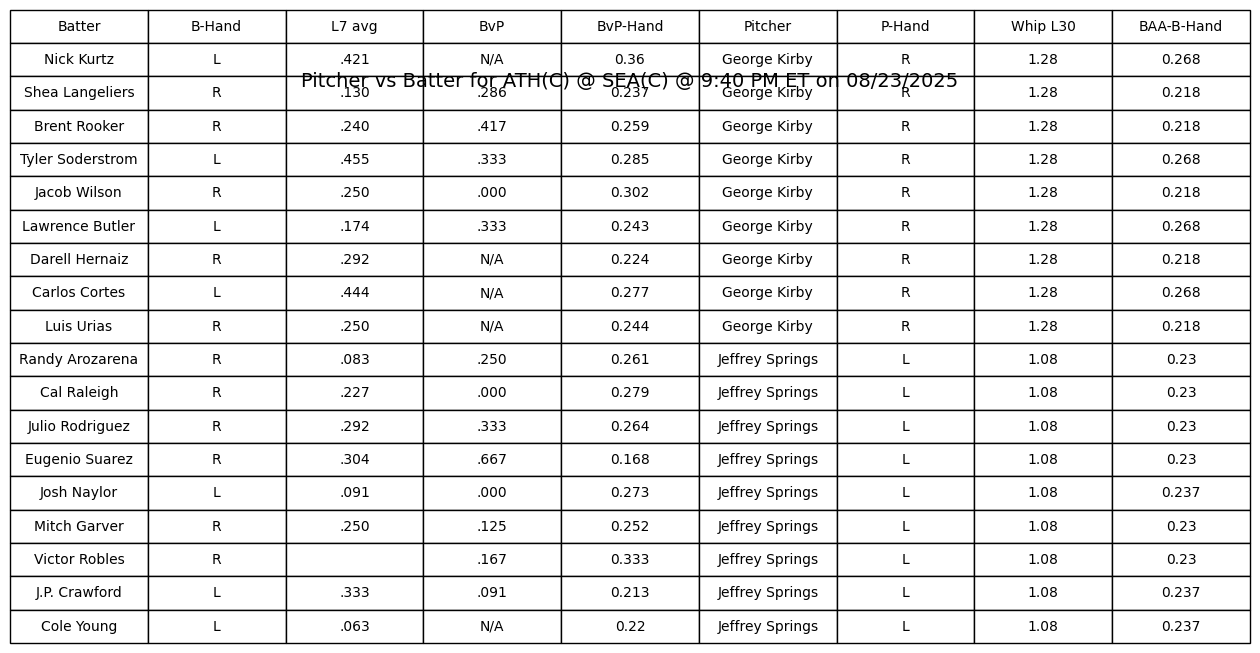 Batter B-Hand L7 avg BvP BvP-Hand Pitcher P-Hand Whip L30 BAA-B-Hand
Nick Kurtz L .421 N/A 0.36 George Kirby R 1.28 0.268
Pitcher vs Batter for ATH(C) @ SEA(C) @ 9:40 PM ET on 08/23/2025
Shea Langeliers R .130 .286 0.237 George Kirby R 1.28 0.218
Brent Rooker R .240 .417 0.259 George Kirby R 1.28 0.218
Tyler Soderstrom L .455 .333 0.285 George Kirby R 1.28 0.268
Jacob Wilson R .250 .000 0.302 George Kirby R 1.28 0.218
Lawrence Butler L .174 .333 0.243 George Kirby R 1.28 0.268
Darell Hernaiz R .292 N/A 0.224 George Kirby R 1.28 0.218
Carlos Cortes L .444 N/A 0.277 George Kirby R 1.28 0.268
Luis Urias R .250 N/A 0.244 George Kirby R 1.28 0.218
Randy Arozarena R .083 .250 0.261 Jeffrey Springs L 1.08 0.23
Cal Raleigh R .227 .000 0.279 Jeffrey Springs L 1.08 0.23
Julio Rodriguez R .292 .333 0.264 Jeffrey Springs L 1.08 0.23
Eugenio Suarez R .304 .667 0.168 Jeffrey Springs L 1.08 0.23
Josh Naylor L .091 .000 0.273 Jeffrey Springs L 1.08 0.237
Mitch Garver R .250 .125 0.252 Jeffrey Springs L 1.08 0.23
Victor Robles R .167 0.333 Jeffrey Springs L 1.08 0.23
J.P. Crawford L .333 .091 0.213 Jeffrey Springs L 1.08 0.237
Cole Young L .063 N/A 0.22 Jeffrey Springs L 1.08 0.237